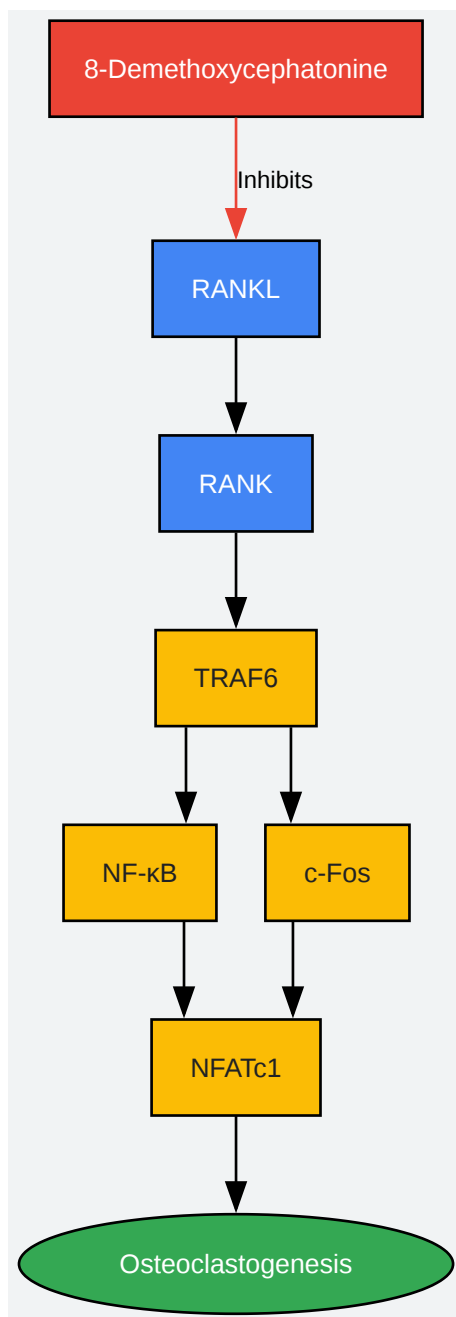 8-Demethoxycephatonine
Inhibits
RANKL
RANK
TRAF6
NF-κB
c-Fos
NFATc1
Osteoclastogenesis